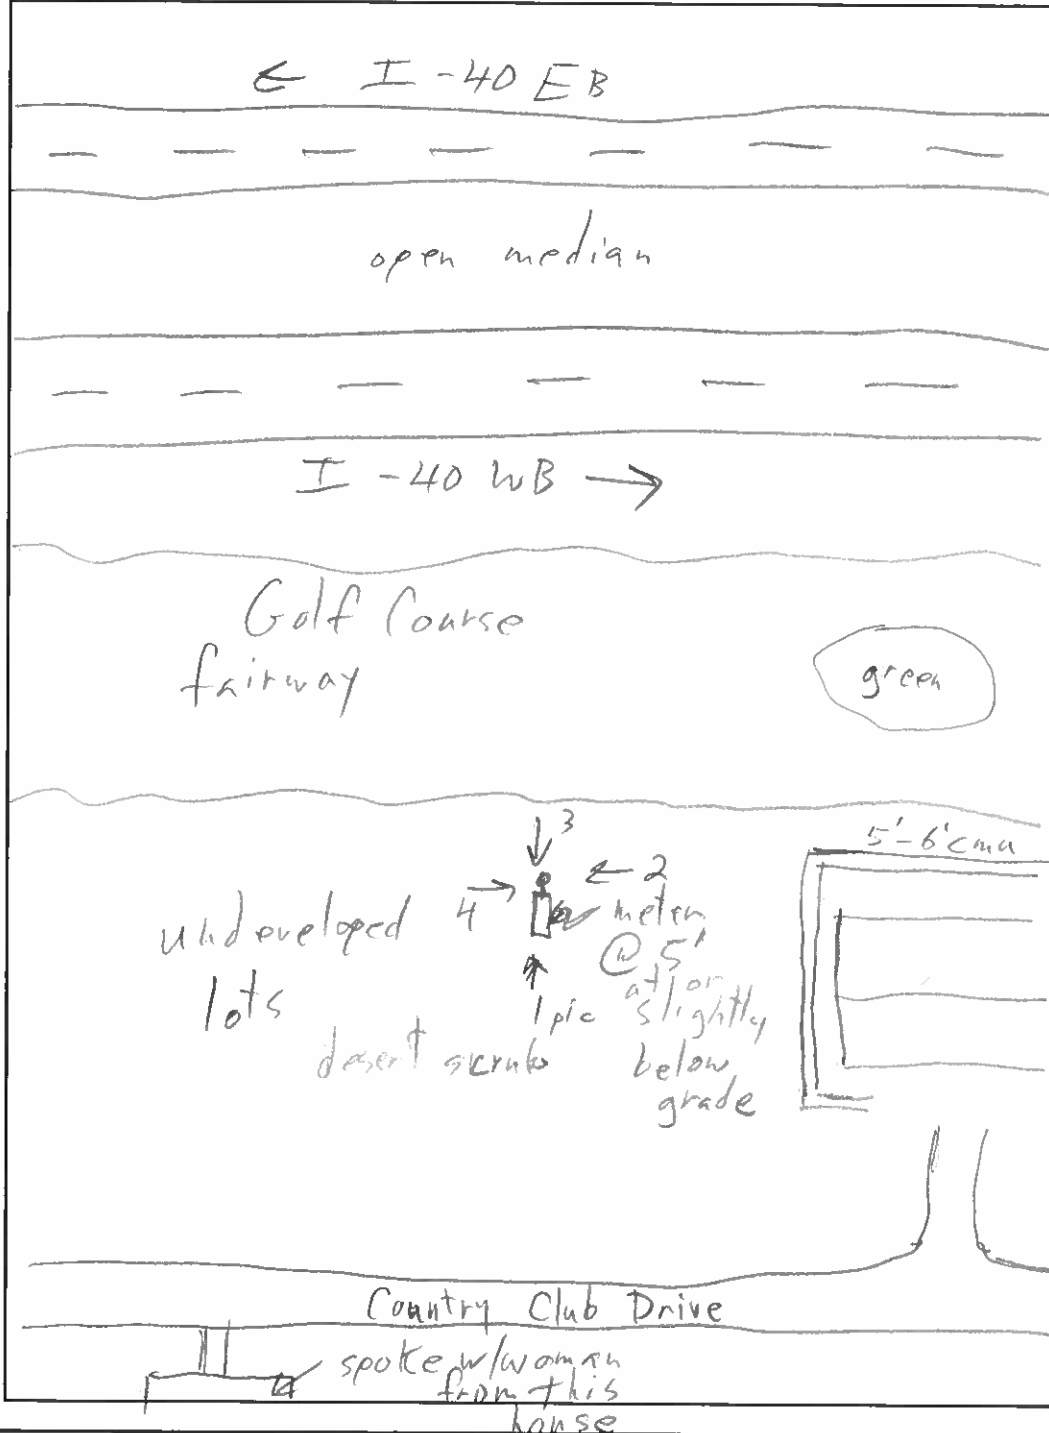 ← I-40 EB
open median
I-40 WB →
Golf Course
fairway
green
5'-6' cmu
3
← 2
4 →
meter
@ 5'
at/or
slightly
below
grade
1 pic
undeveloped
lots
desert scrub
Country Club Drive
spoke w/woman
from this
house